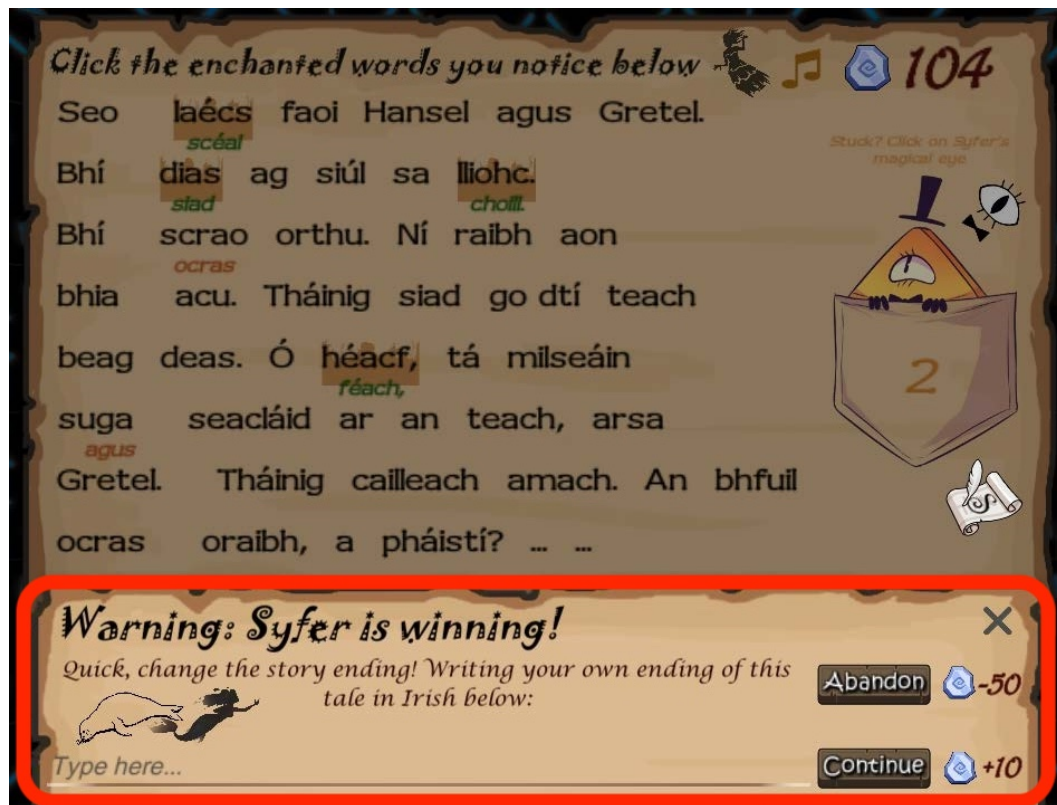 Click the enchanted words you notice below 104
Seo laécs faoi Hansel agus Gretel.
scéal
Stuck? Click on Syfer's
magical eye
Bhí dias ag siúl sa lliohc.
siad choill.
Bhí scrao orthu. Ní raibh aon
ocras
bhia acu. Tháinig siad go dtí teach
beag deas. Ó héacf, tá milseáin
féach,
2
suga seacláid ar an teach, arsa
agus
Gretel. Tháinig cailleach amach. An bhfuil
ocras oraibh, a pháistí? ... ...
Warning: Syfer is winning!
Quick, change the story ending! Writing your own ending of this
tale in Irish below:
Abandon -50
Type here...
Continue +10